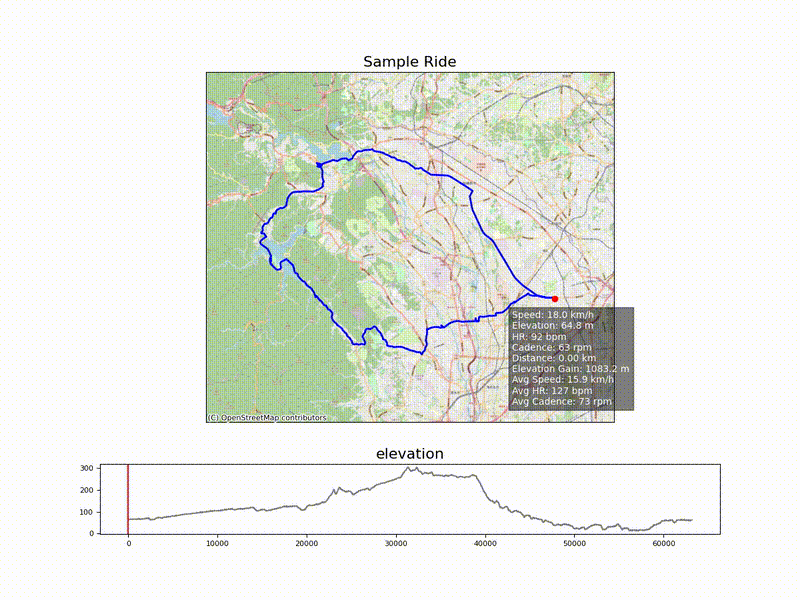 Sample Ride
Speed: 18.0 km/h
Elevation: 64.8 m
HR: 92 bpm
Cadence: 63 rpm
Distance: 0.00 km
Elevation Gain: 1083.2 m
Avg Speed: 15.9 km/h
Avg HR: 127 bpm
Avg Cadence: 73 rpm
(C) OpenStreetMap contributors
elevation
300
200
100
0
0 10000 20000 30000 40000 50000 60000